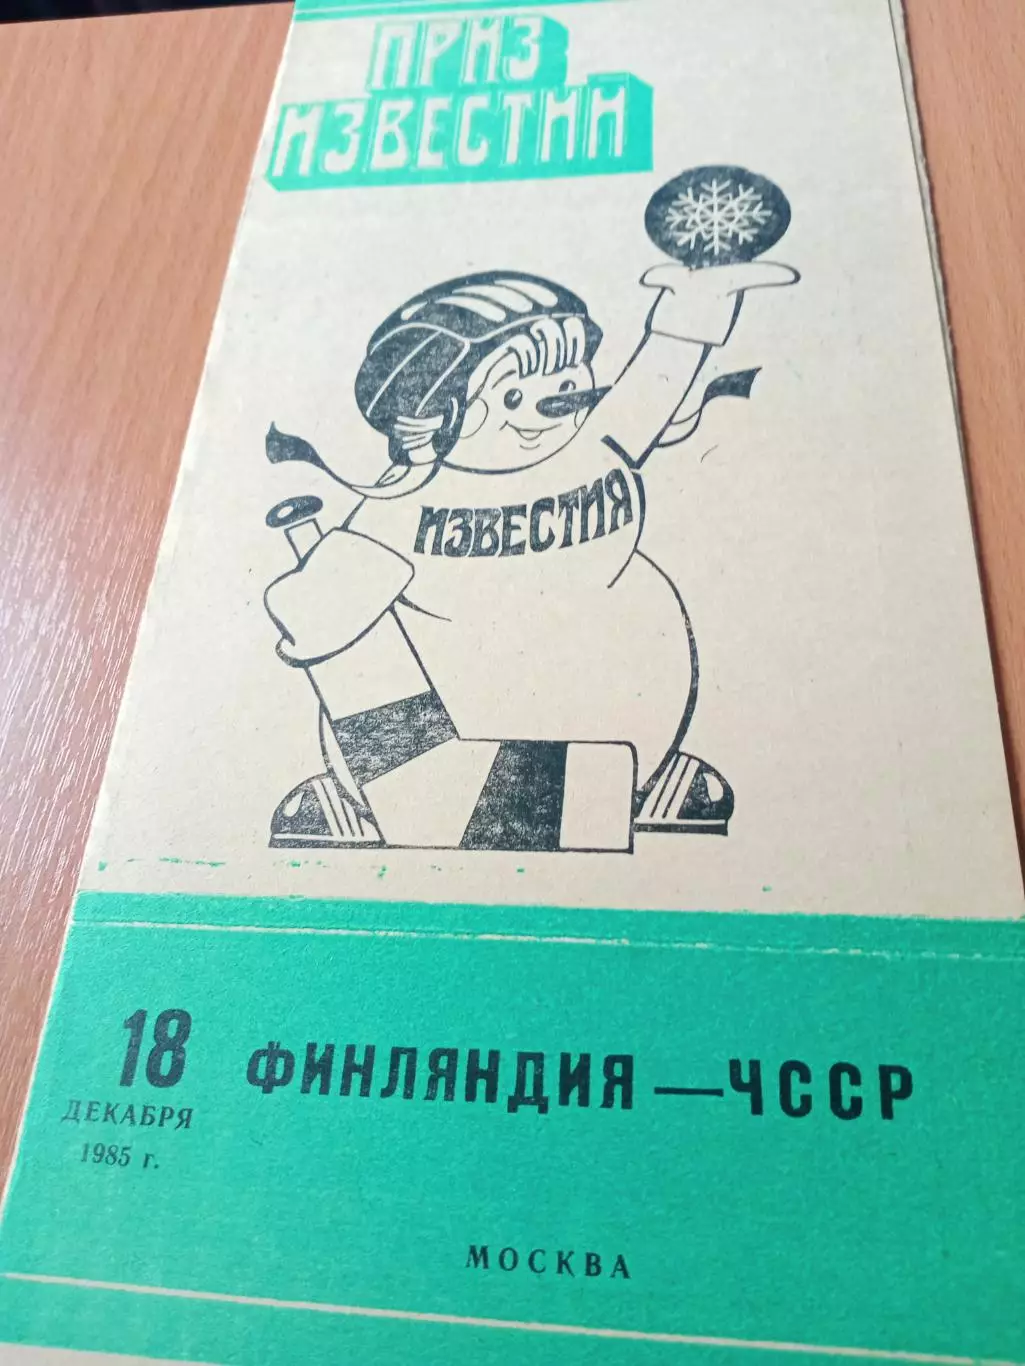 ПРИЗ
ИЗВЕСТИЙ
ИЗВЕСТИЯ
18
ДЕКАБРЯ
1985 г.
ФИНЛЯНДИЯ — ЧССР
МОСКВА